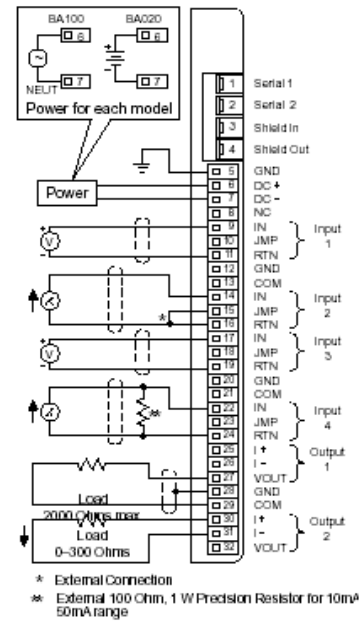 BA100 BA020
6 6
+
-
NEUT 7 7
Power for each model
Power
1 Serial 1
2 Serial 2
3 Shield In
4 Shield Out
5 GND
6 DC +
7 DC -
8 NC
9 IN
10 JMP
11 RTN
Input 1
12 GND
13 COM
14 IN
15 JMP
16 RTN
Input 2
17 IN
18 JMP
19 RTN
Input 3
20 GND
21 COM
22 IN
23 JMP
24 RTN
Input 4
25 I+
26 I-
27 VOUT
Output 1
28 GND
29 COM
30 I+
31 I-
32 VOUT
Output 2
+
V
-
*
+
V
-
**
Load
2000 Ohms max
Load
0–300 Ohms
* External Connection
** External 100 Ohm, 1 W Precision Resistor for 10mA
50mA range